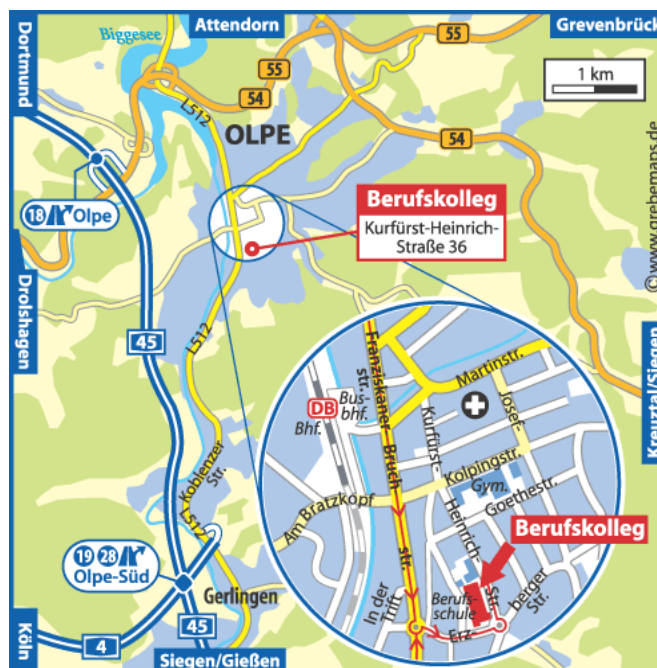 Dortmund
Attendorn
Grevenbrück
Biggesee
55
55
54
54
1 km
L512
OLPE
18 Olpe
Berufskolleg
Kurfürst-Heinrich-
Straße 36
©www.grebemaps.de
Drolshagen
45
L512
Kreuztal/Siegen
Koblenzer
Str.
L512
19 28
Olpe-Süd
Gerlingen
Köln
4
45
Siegen/Gießen
Franziskaner
str.
Martinstr.
DB
Bhf.
Bus-
bhf.
Kurfürst-
Heinrich-
Str.
Josef-
Bruch
str.
Kolpingstr.
Gym.
Goethestr.
Am Bratzkopf
Berufskolleg
In der
Trift
Berufs-
schule
Erz-
berger
Str.